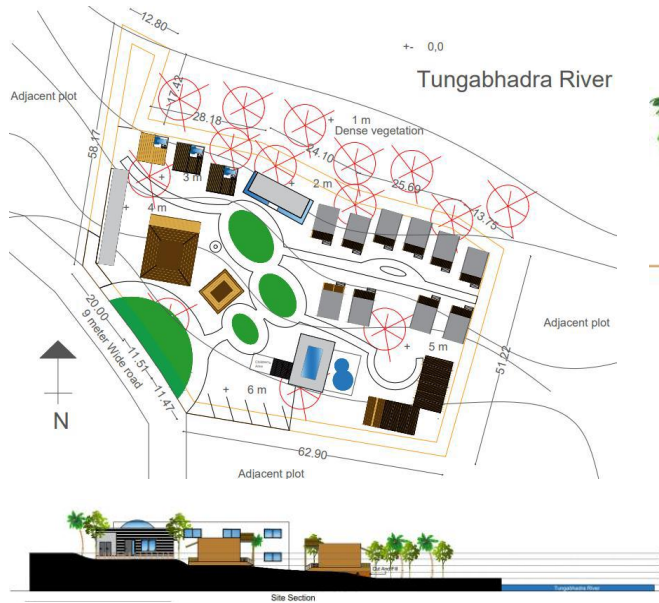 12.80
+- 0,0
Tungabhadra River
Adjacent plot
17.42
28.18
+ 1 m
Dense vegetation
24.10
58.17
+ 3 m
+ 2 m
25.60
13.75
+ 4 m
20.00
9 meter Wide road
11.51
11.47
Adjacent plot
+ 5 m
51.22
+ 6 m
N
62.90
Adjacent plot
Tungabhadra River
Site Section